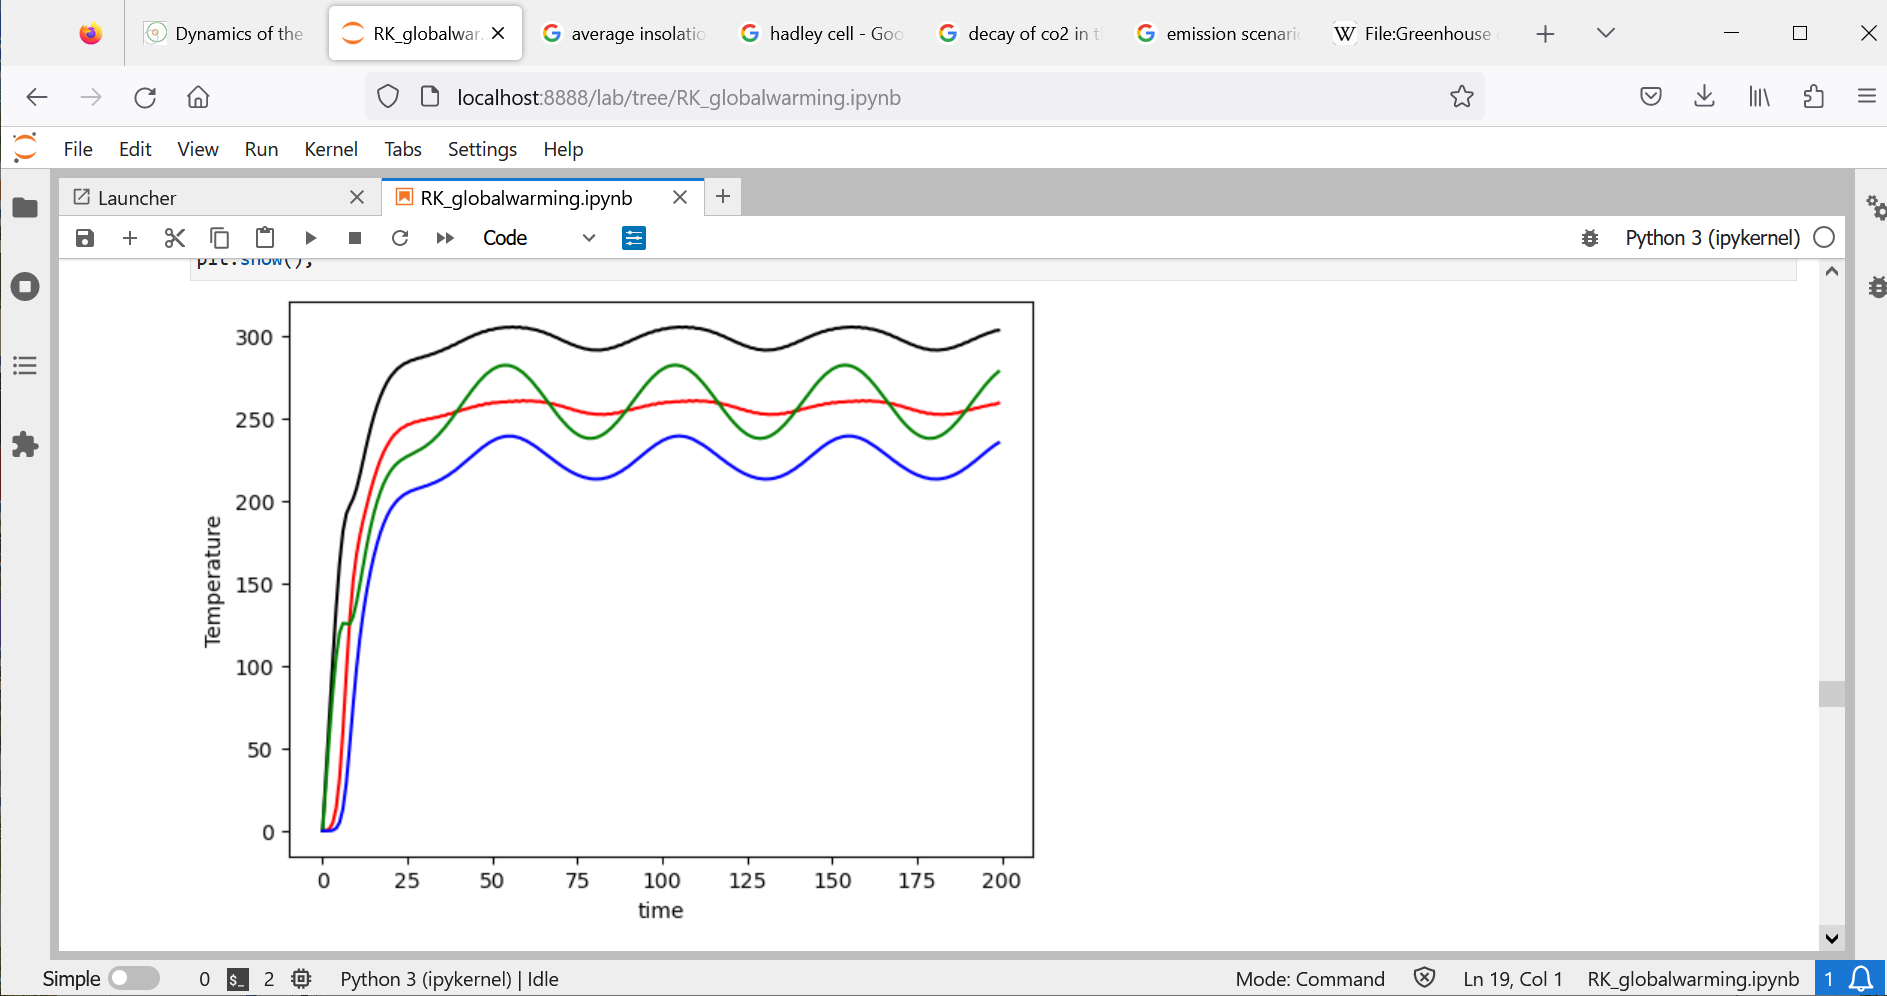 Dynamics of the
RK_globalwar
average insolatio
hadley cell - Goo
decay of co2 in t
emission scenari
W File:Greenhouse
localhost:8888/lab/tree/RK_globalwarming.ipynb
File Edit View Run Kernel Tabs Settings Help
Launcher
RK_globalwarming.ipynb
Code
Python 3 (ipykernel)
plt.show();
300
250
200
150
100
50
0
Temperature
0 25 50 75 100 125 150 175 200
time
Simple 0 $_ 2 Python 3 (ipykernel) | Idle Mode: Command Ln 19, Col 1 RK_globalwarming.ipynb 1